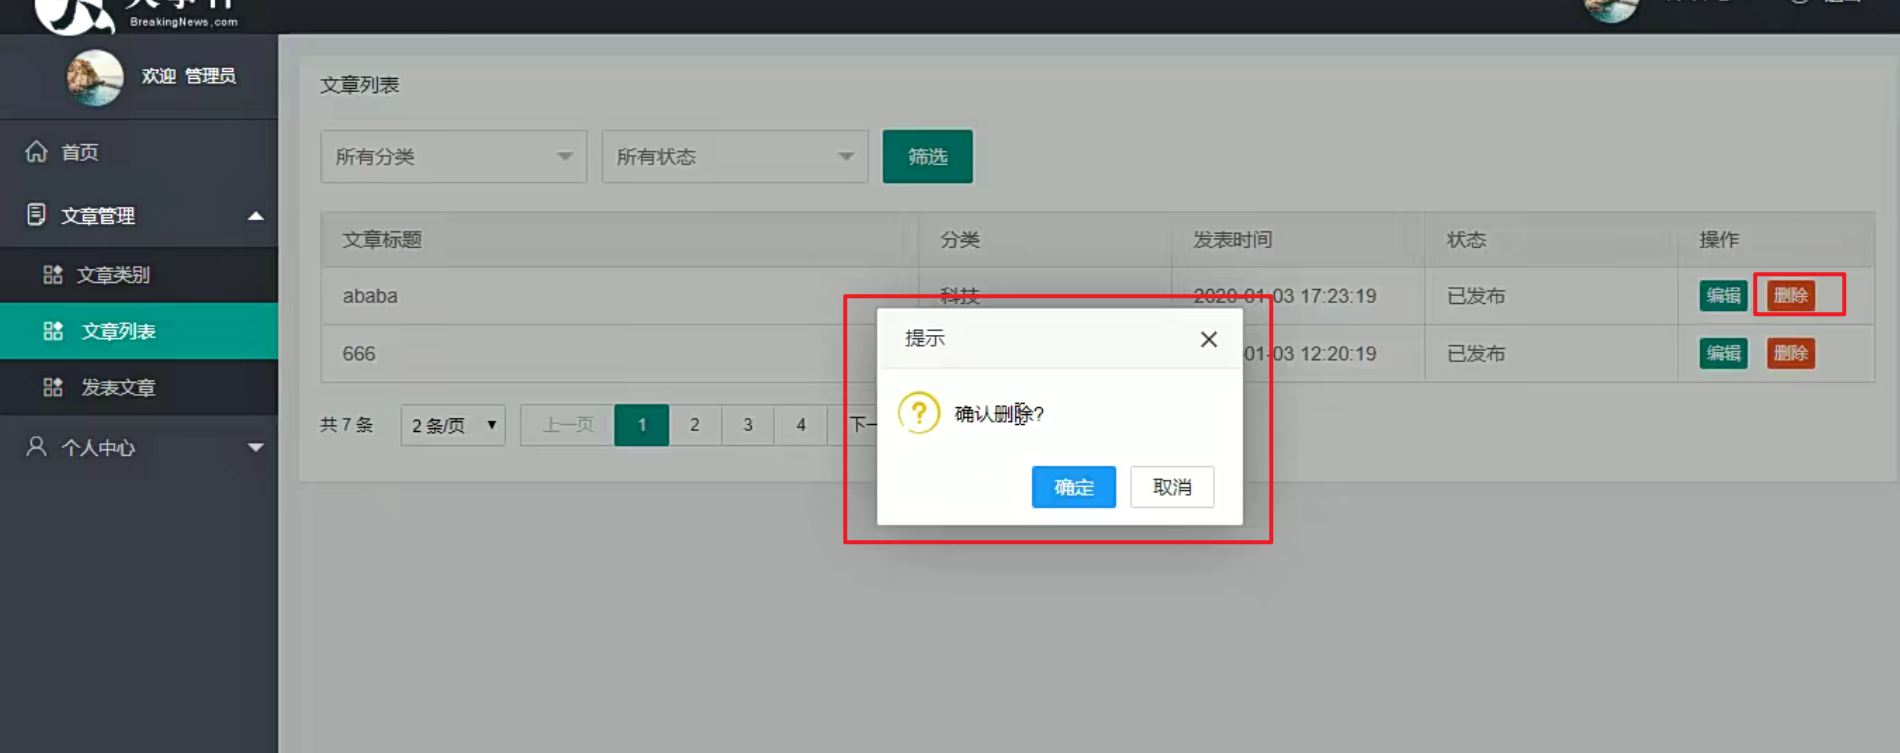 BreakingNews.com
欢迎 管理员
首页
文章管理
文章类别
文章列表
发表文章
个人中心
文章列表
所有分类 所有状态 筛选
文章标题 分类 发表时间 状态 操作
ababa 科技 2020-01-03 17:23:19 已发布 编辑 删除
666 01-03 12:20:19 已发布 编辑 删除
共 7 条 2 条/页 上一页 1 2 3 4 下一
提示
确认删除?
确定 取消